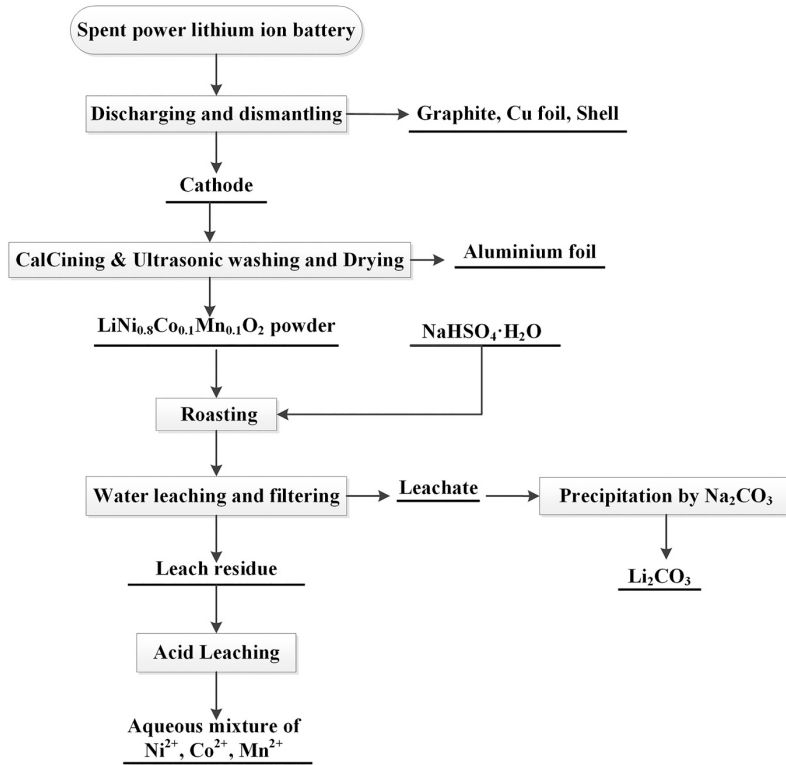 Spent power lithium ion battery
Discharging and dismantling
Graphite, Cu foil, Shell
Cathode
CalCining & Ultrasonic washing and Drying
Aluminium foil
LiNi₀.₈Co₀.₁Mn₀.₁O₂ powder
NaHSO₄·H₂O
Roasting
Water leaching and filtering
Leachate
Precipitation by Na₂CO₃
Leach residue
Li₂CO₃
Acid Leaching
Aqueous mixture of
Ni²⁺, Co²⁺, Mn²⁺